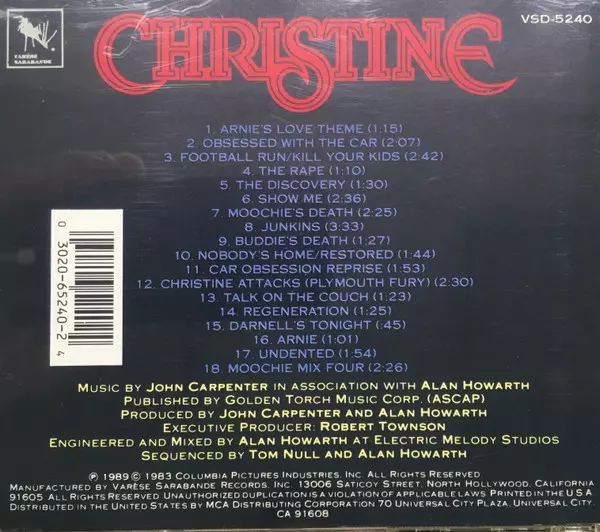 VARÈSE
SARABANDE
CHRISTINE
VSD-5240
1. ARNIE'S LOVE THEME (1:15)
2. OBSESSED WITH THE CAR (2:07)
3. FOOTBALL RUN/KILL YOUR KIDS (2:42)
4. THE RAPE (1:10)
5. THE DISCOVERY (1:30)
6. SHOW ME (2:36)
7. MOOCHIE'S DEATH (2:25)
8. JUNKINS (3:33)
9. BUDDIE'S DEATH (1:27)
10. NOBODY'S HOME/RESTORED (1:44)
11. CAR OBSESSION REPRISE (1:53)
12. CHRISTINE ATTACKS (PLYMOUTH FURY) (2:30)
13. TALK ON THE COUCH (1:23)
14. REGENERATION (1:25)
15. DARNELL'S TONIGHT (:45)
16. ARNIE (1:01)
17. UNDENTED (1:54)
18. MOOCHIE MIX FOUR (2:26)
0 3020-65240-2 4
MUSIC BY JOHN CARPENTER IN ASSOCIATION WITH ALAN HOWARTH
PUBLISHED BY GOLDEN TORCH MUSIC CORP. (ASCAP)
PRODUCED BY JOHN CARPENTER AND ALAN HOWARTH
EXECUTIVE PRODUCER: ROBERT TOWNSON
ENGINEERED AND MIXED BY ALAN HOWARTH AT ELECTRIC MELODY STUDIOS
SEQUENCED BY TOM NULL AND ALAN HOWARTH
℗ 1989 © 1983 COLUMBIA PICTURES INDUSTRIES, INC. ALL RIGHTS RESERVED
MANUFACTURED BY VARÈSE SARABANDE RECORDS, INC. 13006 SATICOY STREET, NORTH HOLLYWOOD, CALIFORNIA
91605 ALL RIGHTS RESERVED. UNAUTHORIZED DUPLICATION IS A VIOLATION OF APPLICABLE LAWS. PRINTED IN THE U S A
DISTRIBUTED IN THE UNITED STATES BY MCA DISTRIBUTING CORPORATION 70 UNIVERSAL CITY PLAZA, UNIVERSAL CITY,
CA 91608